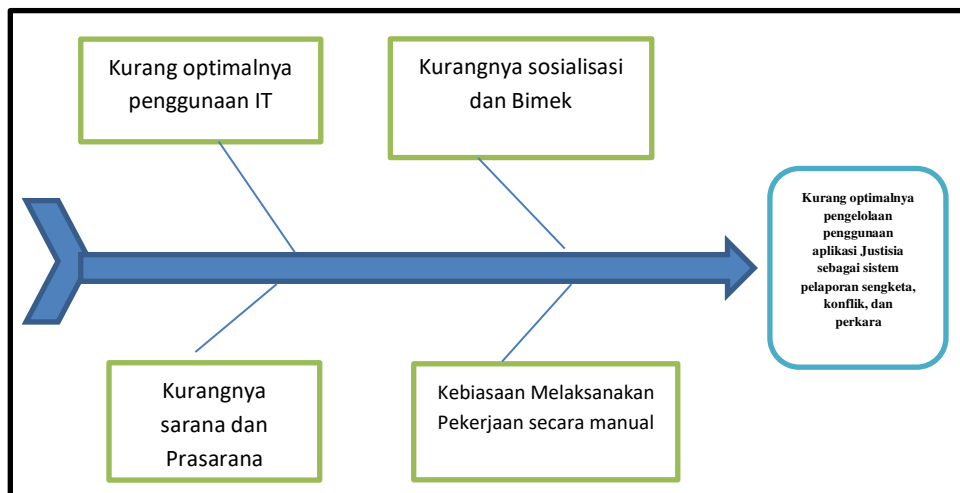 Kurang optimalnya
penggunaan IT
Kurangnya sosialisasi
dan Bimek
Kurang optimalnya
pengelolaan
penggunaan
aplikasi Justisia
sebagai sistem
pelaporan sengketa,
konflik, dan
perkara
Kurangnya
sarana dan
Prasarana
Kebiasaan Melaksanakan
Pekerjaan secara manual